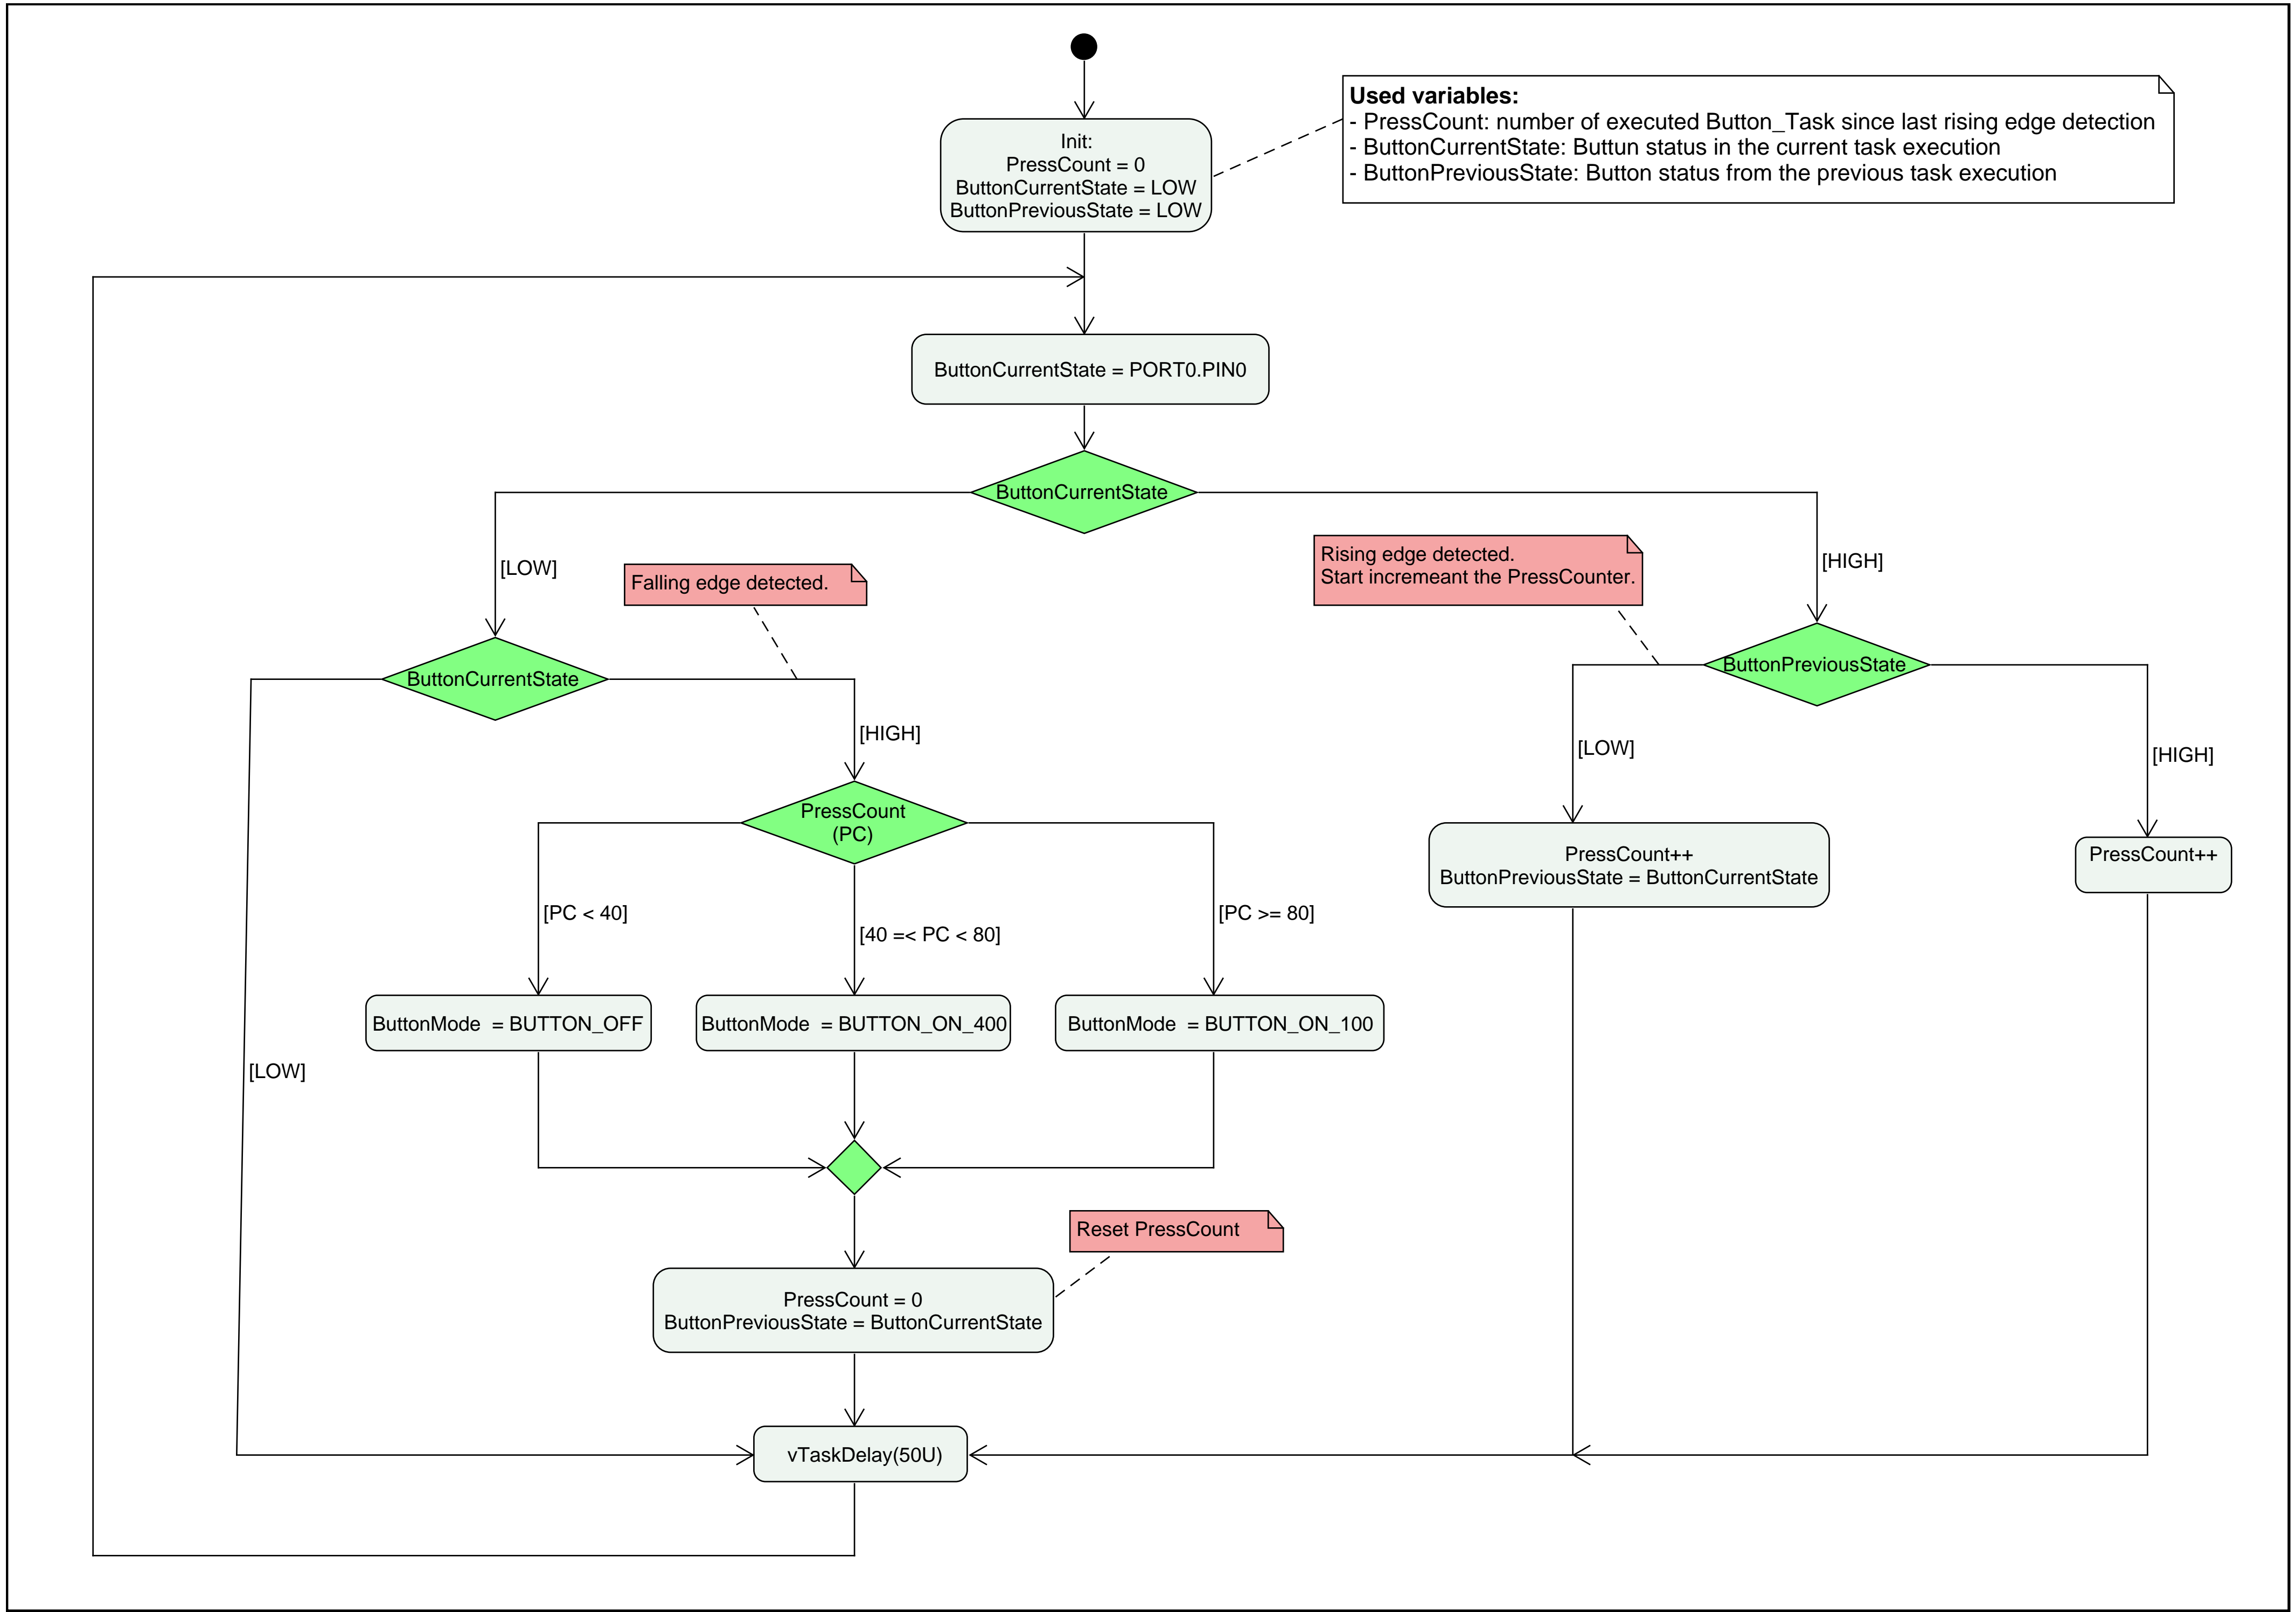 Used variables:
- PressCount: number of executed Button_Task since last rising edge detection
- ButtonCurrentState: Buttun status in the current task execution
- ButtonPreviousState: Button status from the previous task execution
Init:
PressCount = 0
ButtonCurrentState = LOW
ButtonPreviousState = LOW
ButtonCurrentState = PORT0.PIN0
ButtonCurrentState
[LOW]
[HIGH]
Falling edge detected.
Rising edge detected.
Start incremeant the PressCounter.
ButtonCurrentState
ButtonPreviousState
[HIGH]
[LOW]
[HIGH]
PressCount
(PC)
PressCount++
ButtonPreviousState = ButtonCurrentState
PressCount++
[PC < 40]
[40 =< PC < 80]
[PC >= 80]
ButtonMode  = BUTTON_OFF
ButtonMode  = BUTTON_ON_400
ButtonMode  = BUTTON_ON_100
[LOW]
Reset PressCount
PressCount = 0
ButtonPreviousState = ButtonCurrentState
vTaskDelay(50U)